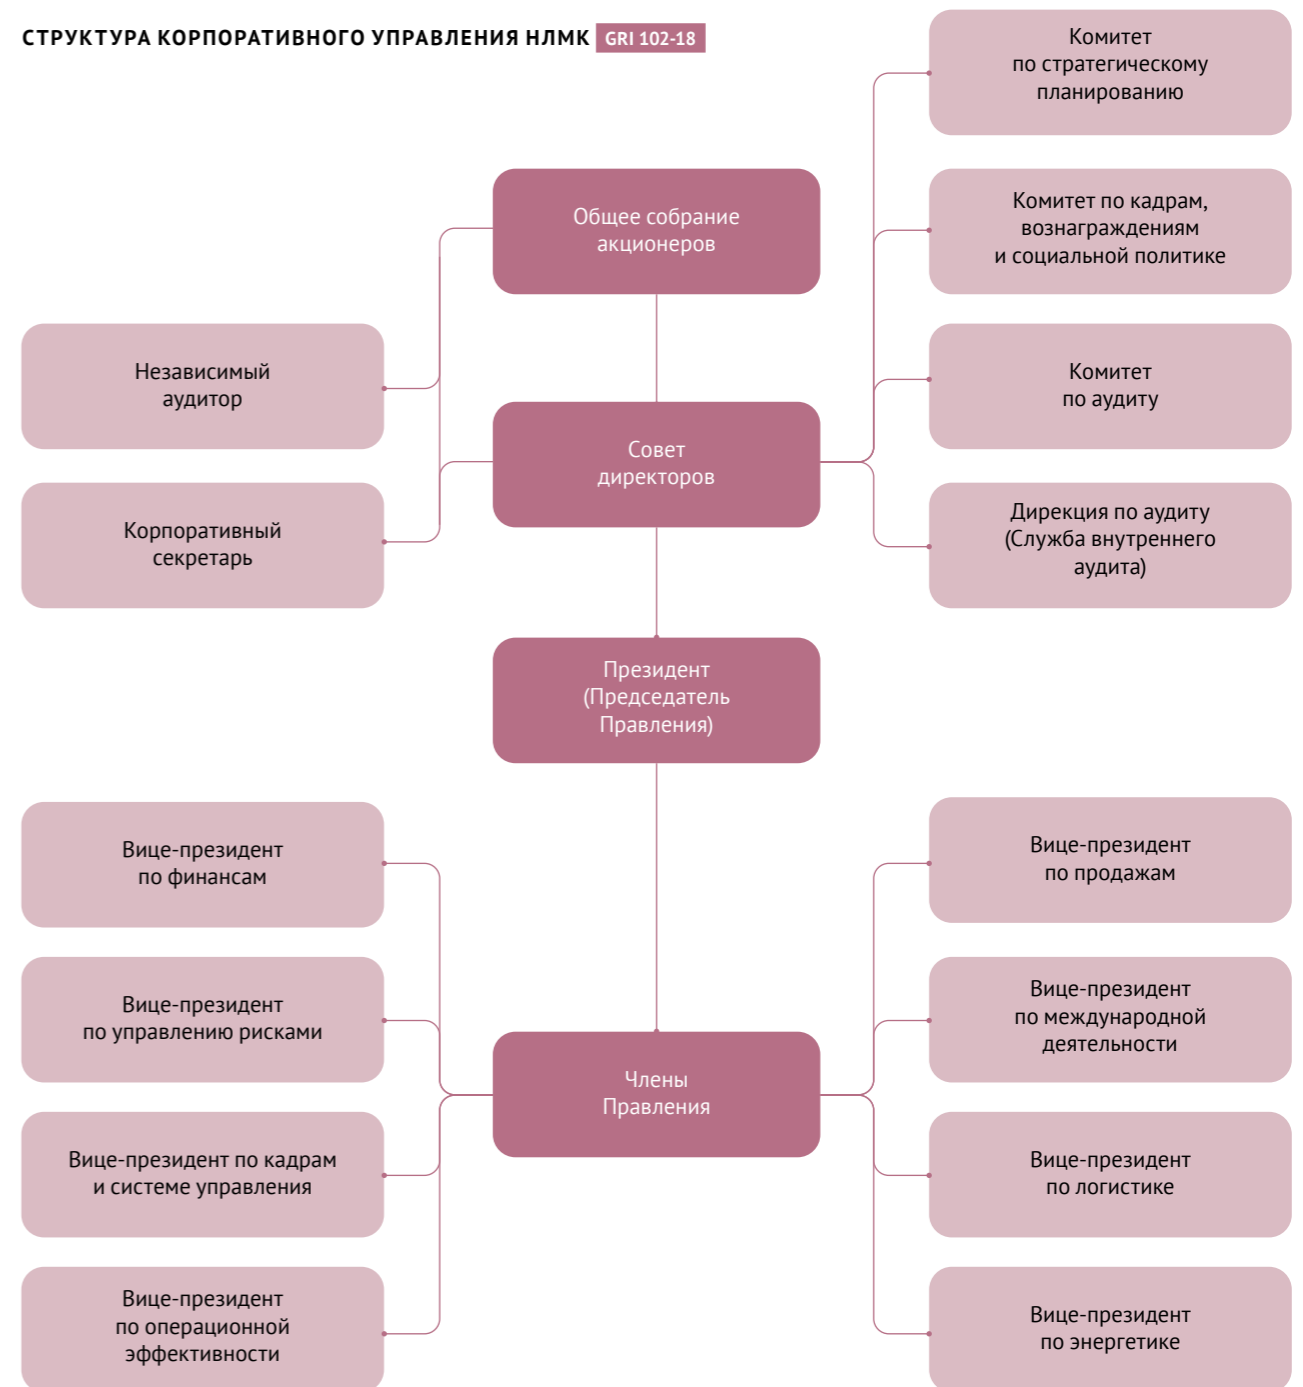 СТРУКТУРА КОРПОРАТИВНОГО УПРАВЛЕНИЯ НЛМК GRI 102-18
Комитет
по стратегическому
планированию
Общее собрание
акционеров
Комитет по кадрам,
вознаграждениям
и социальной политике
Независимый
аудитор
Комитет
по аудиту
Совет
директоров
Корпоративный
секретарь
Дирекция по аудиту
(Служба внутреннего
аудита)
Президент
(Председатель
Правления)
Вице-президент
по финансам
Вице-президент
по продажам
Вице-президент
по управлению рисками
Вице-президент
по международной
деятельности
Члены
Правления
Вице-президент по кадрам
и системе управления
Вице-президент
по логистике
Вице-президент
по операционной
эффективности
Вице-президент
по энергетике